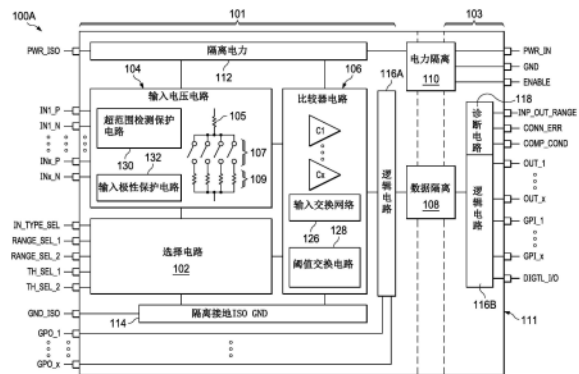 100A
101
103
PWR_ISO
隔离电力
112
电力隔离
110
PWR_IN
GND
ENABLE
104
输入电压电路
106
比较器电路
116A
118
IN1_P
IN1_N
INx_P
INx_N
超范围检测保护
电路
130
132
输入极性保护电路
105
107
109
C1
Cx
输入交换网络
126
128
阈值交换电路
逻辑电路
数据隔离
108
诊断电路
逻辑电路
116B
INP_OUT_RANGE
CONN_ERR
COMP_COND
OUT_1
OUT_x
GPI_1
GPI_x
DIGTL_I/O
111
IN_TYPE_SEL
RANGE_SEL_1
RANGE_SEL_2
TH_SEL_1
TH_SEL_2
选择电路
102
GND_ISO
隔离接地ISO GND
114
GPO_1
GPO_x